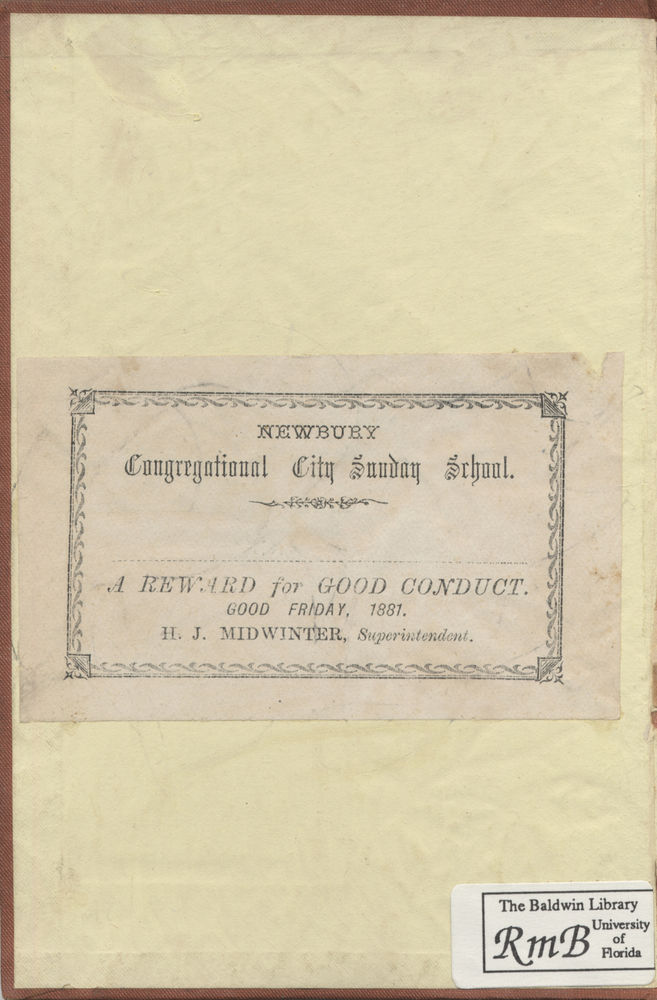 NEWBURY
Congregational City Sunday School.
A REWARD for GOOD CONDUCT.
GOOD FRIDAY, 1881.
H. J. MIDWINTER, Superintendent.
The Baldwin Library
RmB University
of
Florida